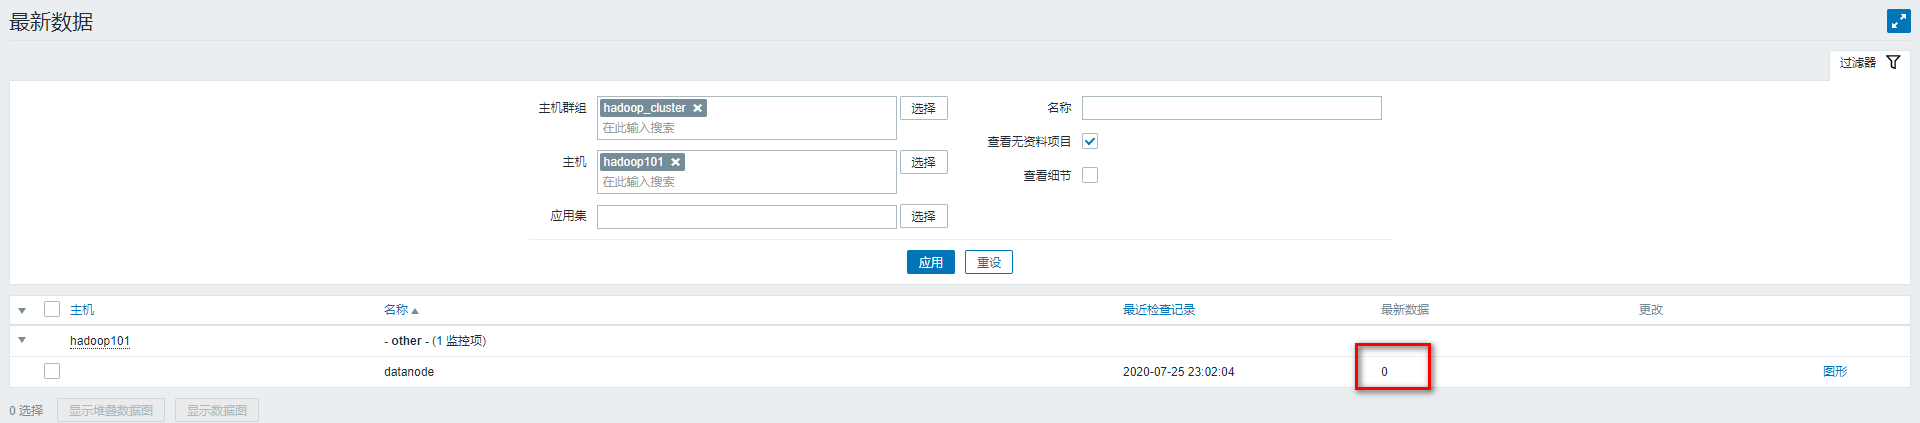 最新数据
过滤器
主机群组 hadoop_cluster ✖ 选择 名称
在此输入搜索
查看无资料项目
主机 hadoop101 ✖ 选择
在此输入搜索 查看细节
应用集 选择
应用 重设
主机 名称 最近检查记录 最新数据 更改
hadoop101 - other - (1 监控项)
datanode 2020-07-25 23:02:04 0 图形
0 选择 显示堆叠数据图 显示数据图